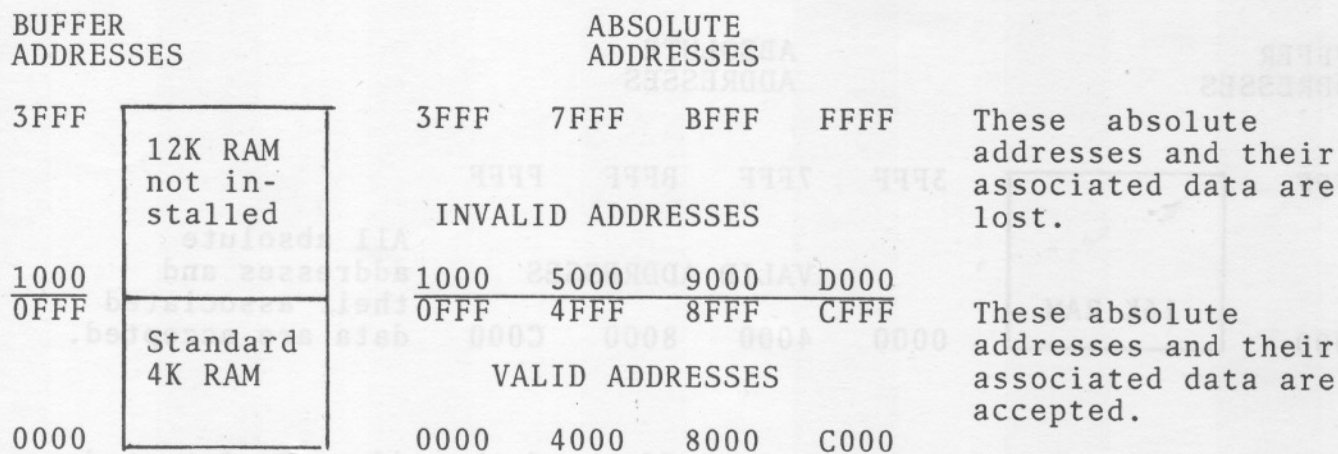 BUFFER ADDRESSES
ABSOLUTE ADDRESSES
3FFF 3FFF 7FFF BFFF FFFF These absolute
12K RAM addresses and their
not in- associated data are
stalled INVALID ADDRESSES lost.
1000 1000 5000 9000 D000
0FFF 0FFF 4FFF 8FFF CFFF These absolute
Standard addresses and their
4K RAM VALID ADDRESSES associated data are
accepted.
0000 0000 4000 8000 C000